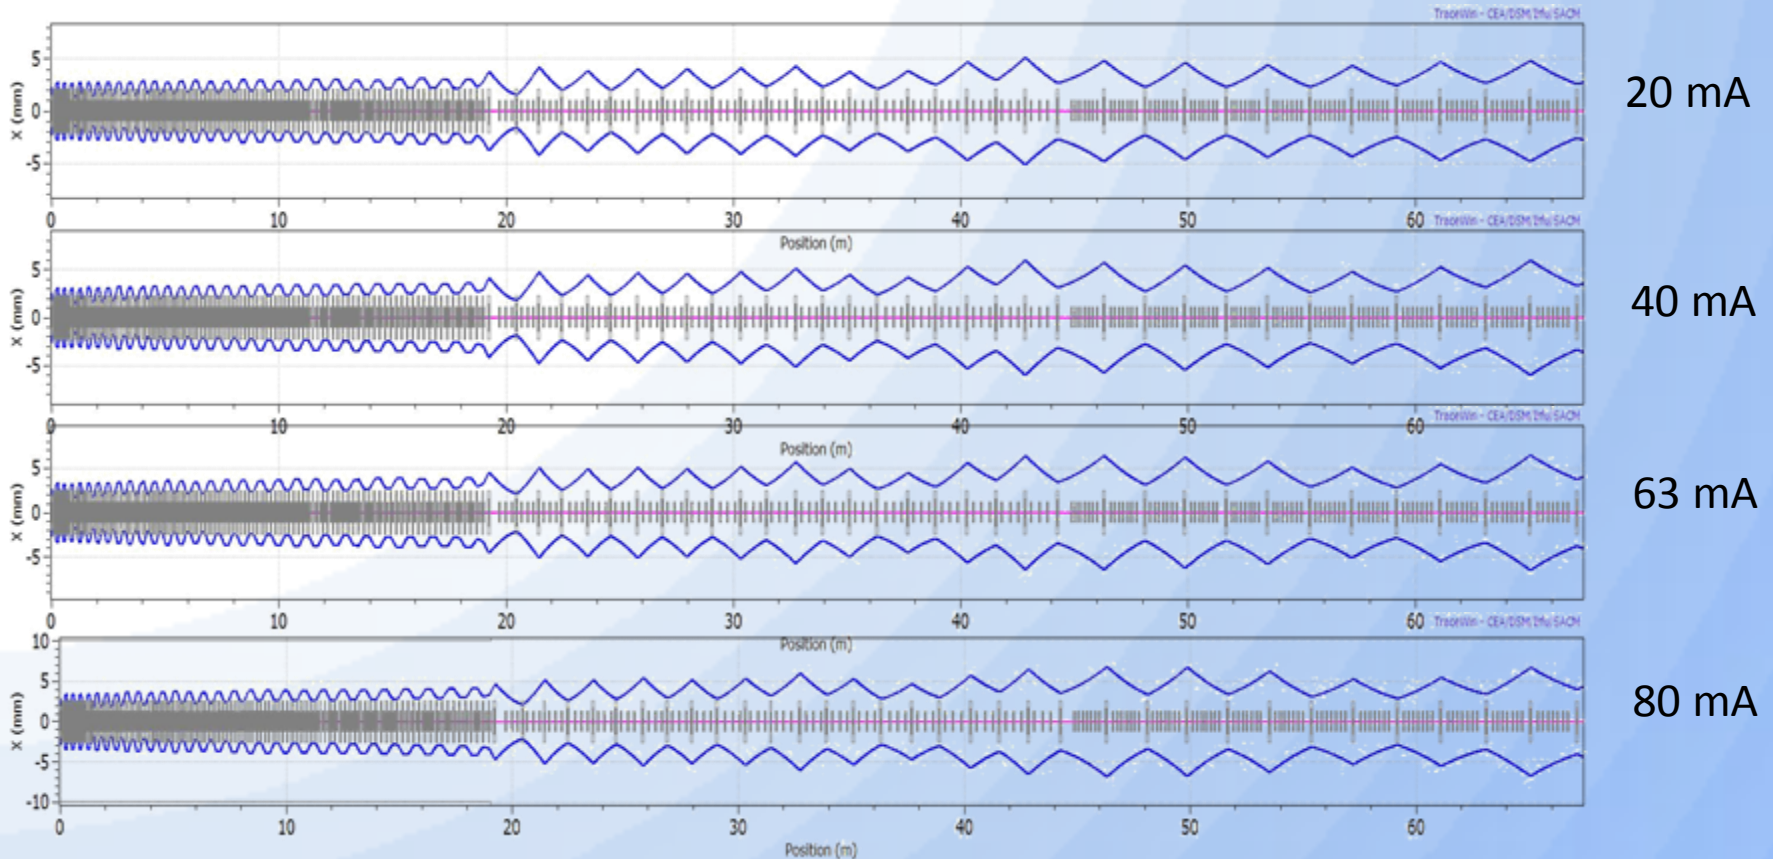 TraceWin - CEA/DSM/Irfu/SACM
5
0
-5
X (mm)
20 mA
0 10 20 30 40 50 60
Position (m)
TraceWin - CEA/DSM/Irfu/SACM
5
0
-5
X (mm)
40 mA
0 10 20 30 40 50 60
Position (m)
TraceWin - CEA/DSM/Irfu/SACM
5
0
-5
X (mm)
63 mA
0 10 20 30 40 50 60
Position (m)
TraceWin - CEA/DSM/Irfu/SACM
10
5
0
-5
-10
X (mm)
80 mA
0 10 20 30 40 50 60
Position (m)